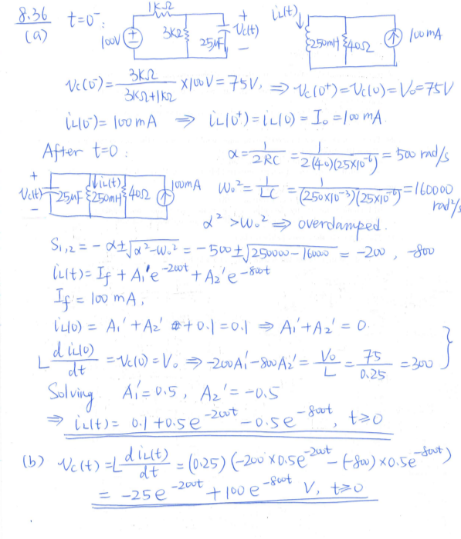 8.36
(a) t=0⁻:
1kΩ
100V 3kΩ 25μF + Vc(t) −
iL(t)↓ 250mH 40Ω 100mA
Vc(0⁻) = 3KΩ / 3KΩ+1KΩ × 100V = 75V, ⇒ Vc(0⁺)=Vc(0)=V₀=75V
iL(0⁻)= 100mA ⇒ iL(0⁺)=iL(0)=I₀=100mA
After t=0:
α = 1/2RC = 1/2(40)(25×10⁻⁶) = 500 rad/s
+ Vc(t) − 25μF ↓iL(t) 250mH 40Ω 100mA
ω₀² = 1/LC = 1/(250×10⁻³)(25×10⁻⁶) = 160000 rad²/s
α² > ω₀² ⇒ overdamped.
S₁,₂ = −α±√α²−ω₀² = −500±√250000−16000 = −200, −800
iL(t) = If + A₁'e^−200t + A₂'e^−800t
If = 100 mA,
iL(0) = A₁' + A₂' + 0.1 = 0.1 ⇒ A₁'+A₂' = 0
L diL(0)/dt = Vc(0) = V₀ ⇒ −200A₁'−800A₂' = V₀/L = 75/0.25 = 300
Solving A₁'=0.5, A₂' = −0.5
⇒ iL(t) = 0.1+0.5e^−200t −0.5e^−800t, t≥0
(b) Vc(t) = L diL(t)/dt = (0.25) (−200×0.5e^−200t − (−800)×0.5e^−800t)
= −25e^−200t + 100e^−800t V, t≥0